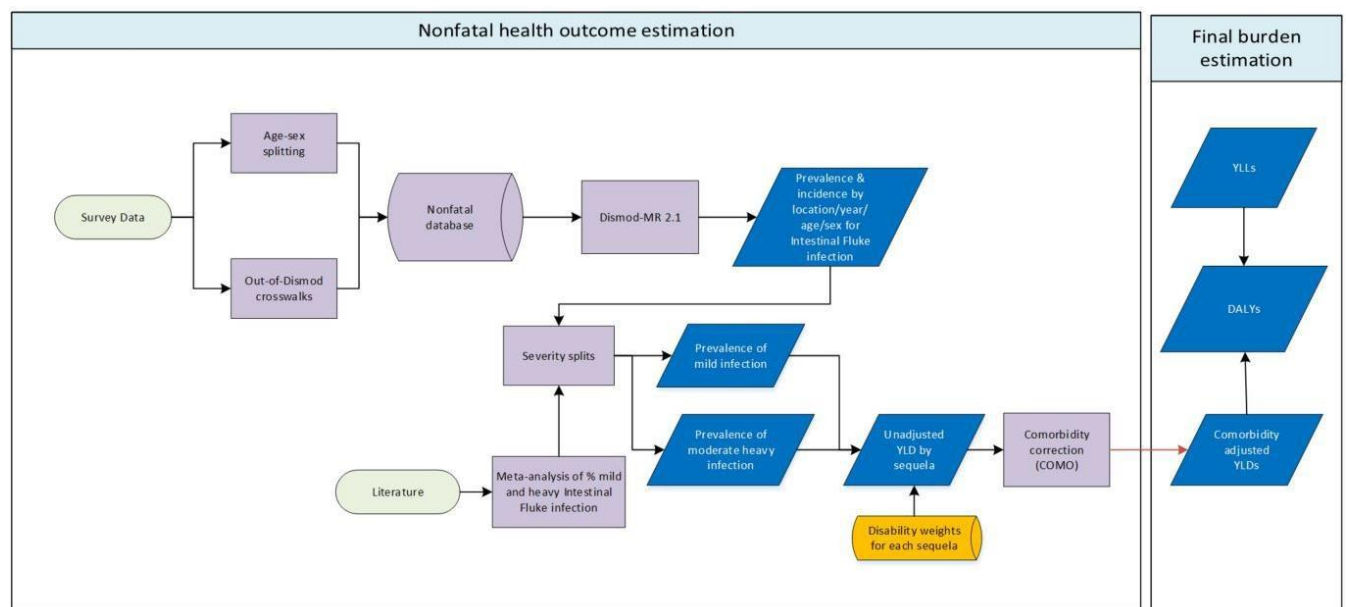 Nonfatal health outcome estimation
Final burden
estimation
Age-sex
splitting
Survey Data
Out-of-Dismod
crosswalks
Nonfatal
database
Dismod-MR 2.1
Prevalence &
incidence by
location/year/
age/sex for
Intestinal Fluke
infection
YLLs
DALYs
Severity splits
Prevalence of
mild infection
Prevalence of
moderate heavy
infection
Literature
Meta-analysis of % mild
and heavy Intestinal
Fluke infection
Unadjusted
YLD by
sequela
Disability weights
for each sequela
Comorbidity
correction
(COMO)
Comorbidity
adjusted
YLDs